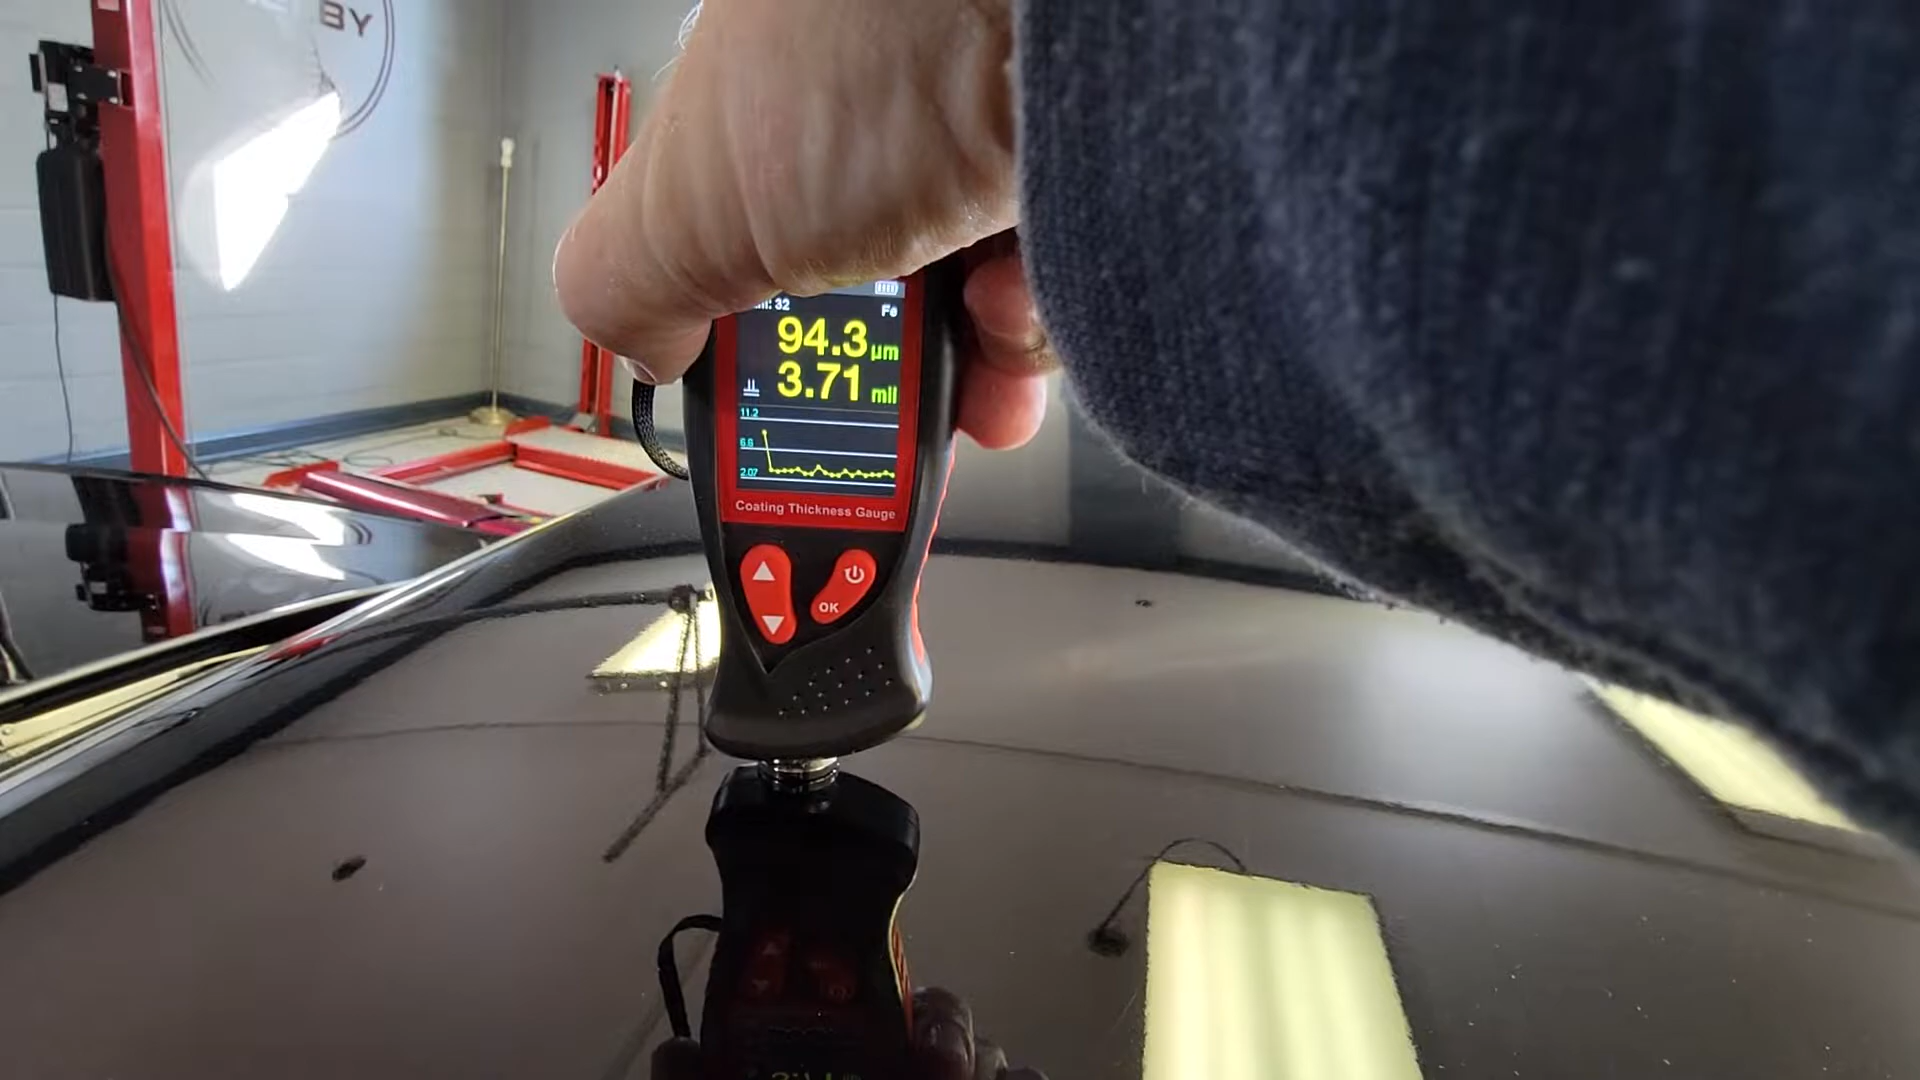 BY
: 32
Fe
94.3 µm
3.71 mil
11.2
6.6
2.07
Coating Thickness Gauge
OK